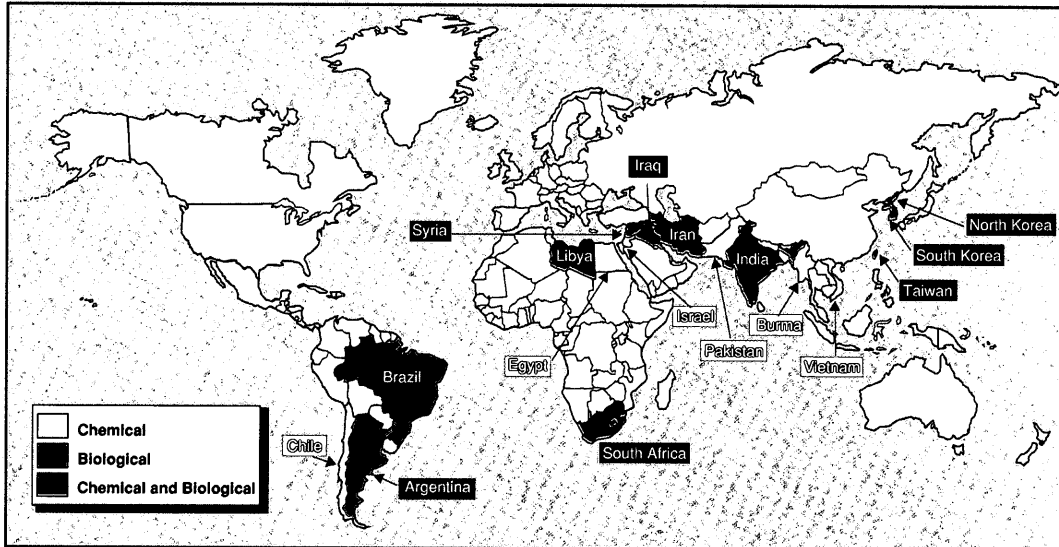 Iraq
North Korea
Syria
Iran
Libya
India
South Korea
Taiwan
Israel
Burma
Pakistan
Egypt
Vietnam
Brazil
Chemical
Biological
Chemical and Biological
Chile
South Africa
Argentina